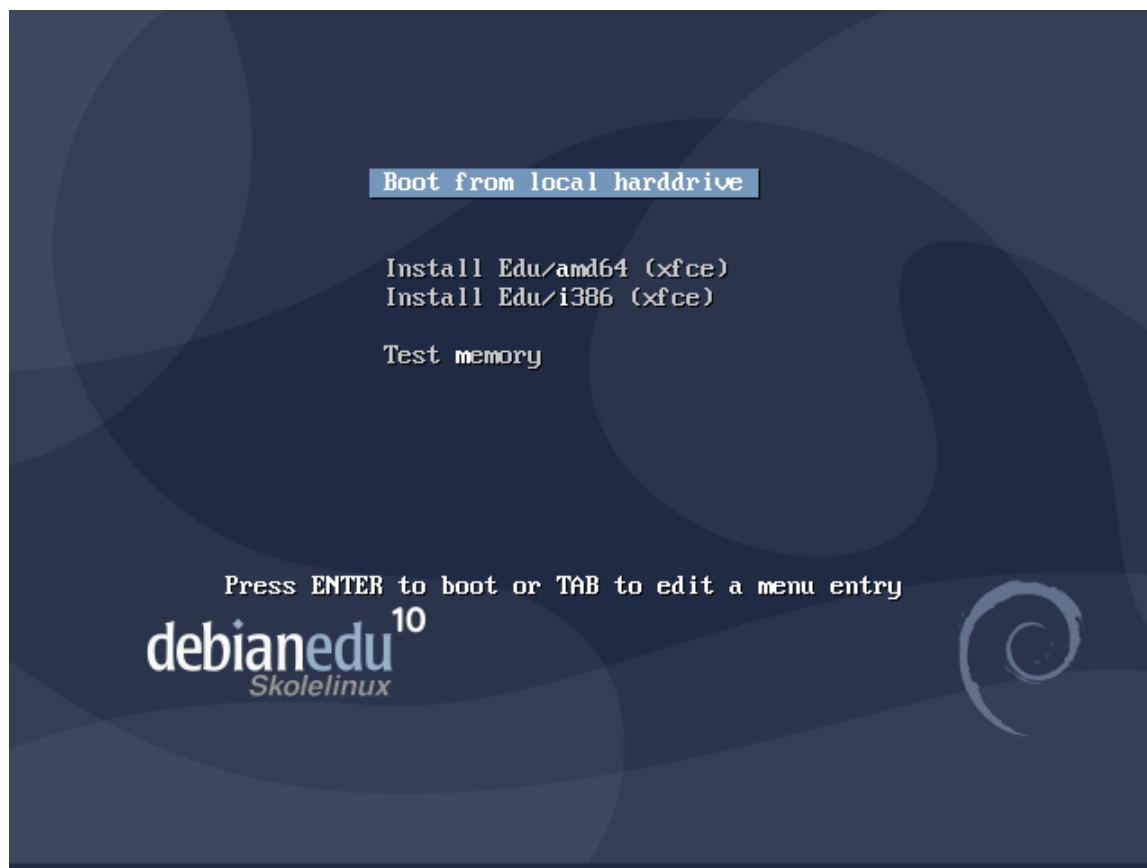 Boot from local harddrive
Install Edu/amd64 (xfce)
Install Edu/i386 (xfce)
Test memory
Press ENTER to boot or TAB to edit a menu entry
debianedu 10
Skolelinux